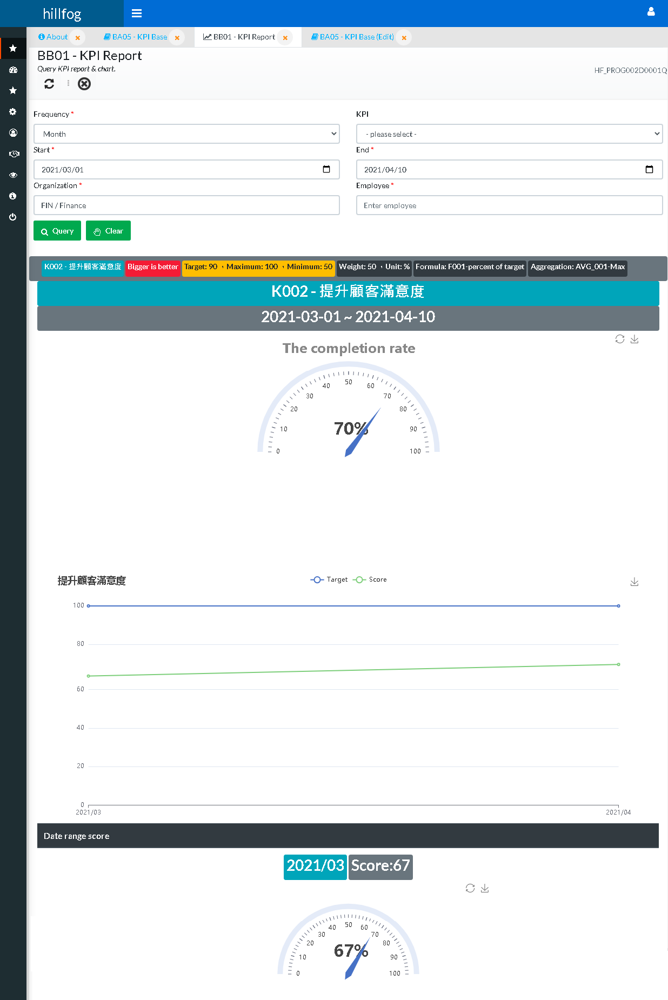 hillfog
About
BA05 - KPI Base
BB01 - KPI Report
BA05 - KPI Base (Edit)
BB01 - KPI Report
Query KPI report & chart.
HF_PROG002D0001Q
Frequency *
KPI
Month
- please select -
Start *
End *
2021/03/01
2021/04/10
Organization *
Employee *
FIN / Finance
Enter employee
Query
Clear
K002 - 提升顧客滿意度 Bigger is better Target: 90 ，Maximum: 100 ，Minimum: 50 Weight: 50 ，Unit: % Formula: F001-percent of target Aggregation: AVG_001-Max
K002 - 提升顧客滿意度
2021-03-01 ~ 2021-04-10
The completion rate
0 10 20 30 40 50 60 70 80 90 100
70%
提升顧客滿意度
Target Score
100
80
60
40
20
0
2021/03 2021/04
Date range score
2021/03 Score:67
0 10 20 30 40 50 60 70 80 90 100
67%